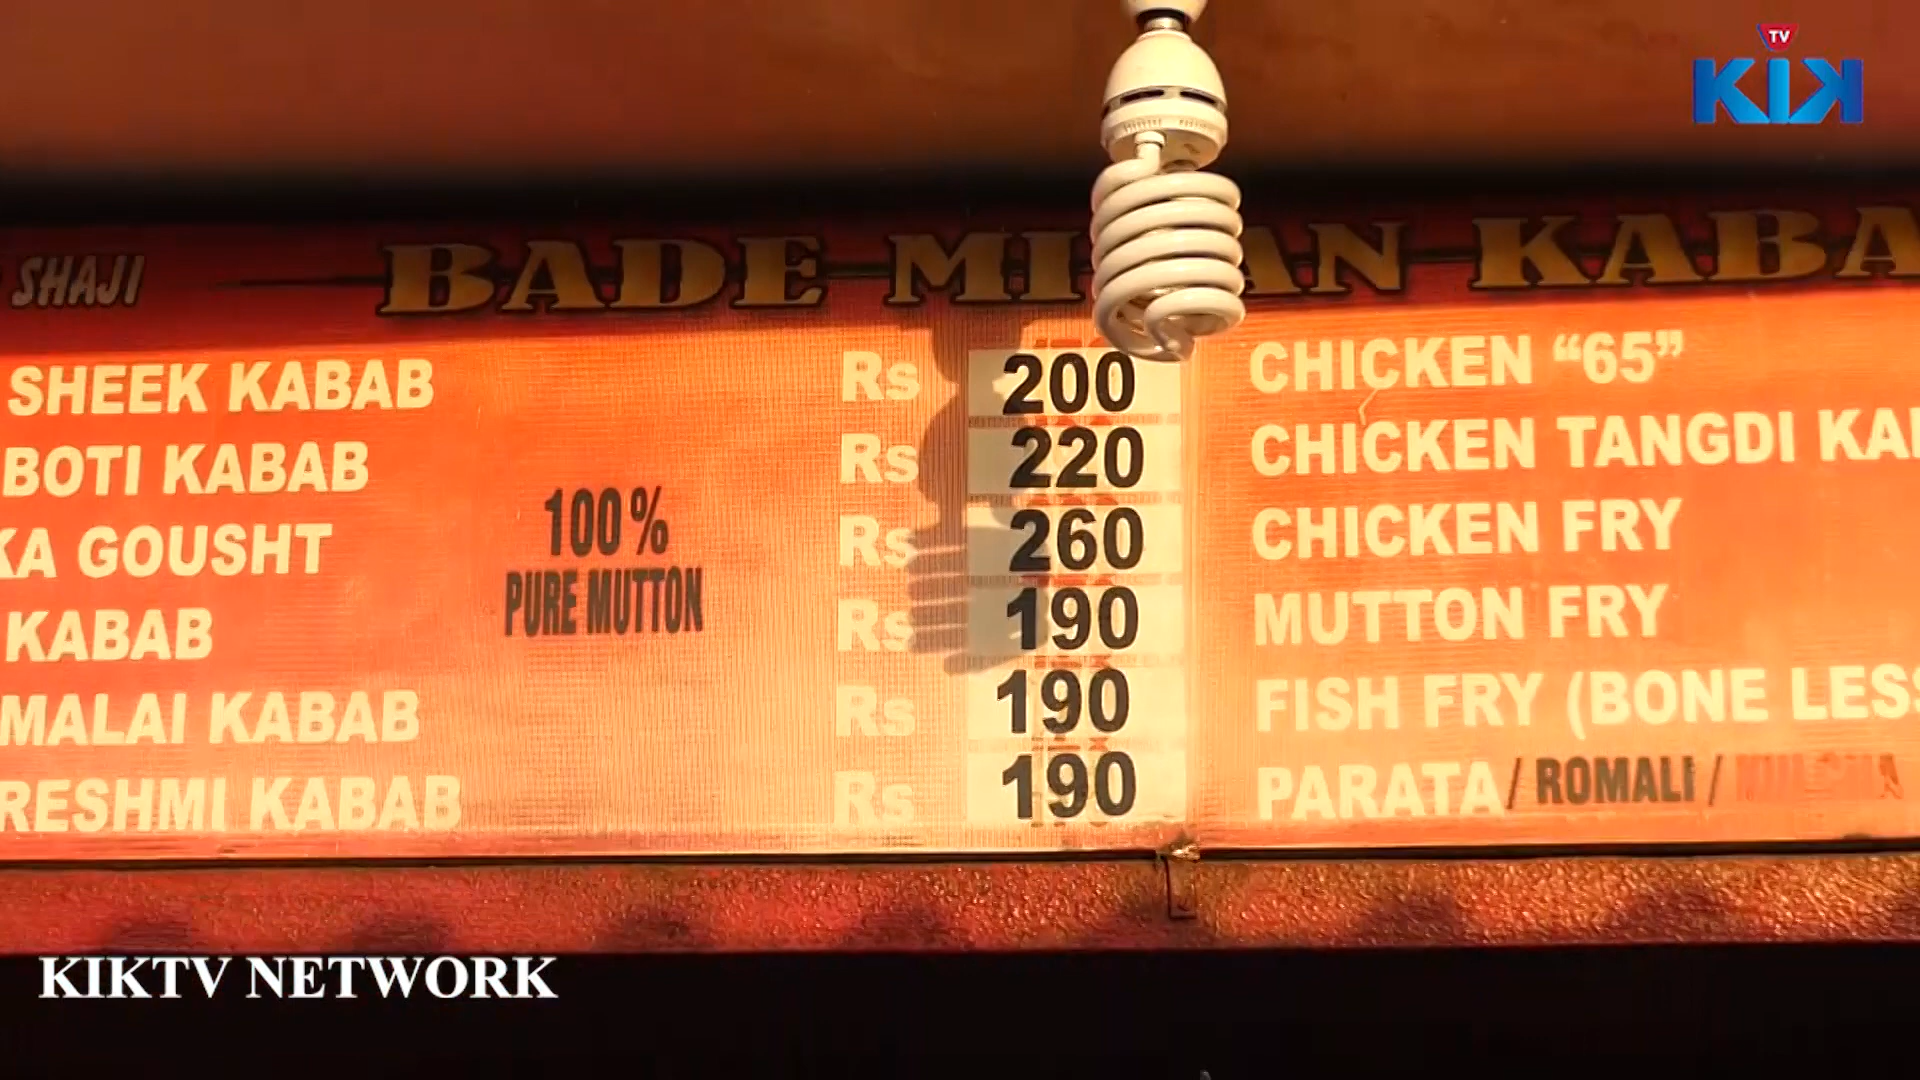 TV
KIK
SHAJI
BADE MI AN KABA
SHEEK KABAB Rs 200 CHICKEN “65”
BOTI KABAB Rs 220 CHICKEN TANGDI KA
KA GOUSHT Rs 260 CHICKEN FRY
100%
PURE MUTTON
KABAB Rs 190 MUTTON FRY
MALAI KABAB Rs 190 FISH FRY (BONE LESS
RESHMI KABAB Rs 190 PARATA / ROMALI /
KIKTV NETWORK